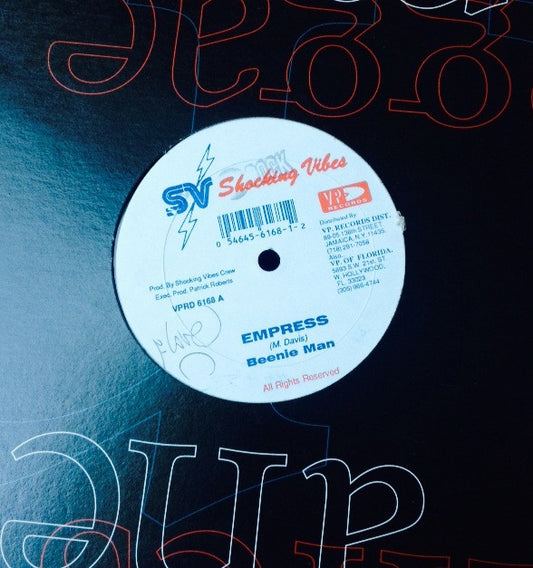 gga
SV
Shocking Vibes
VP
RECORDS
0 54645-6168-1-2
Distributed By
VP. RECORDS DIST.
89-05 138th STREET,
JAMAICA, N.Y. 11435.
(718) 291-7058
Also.
VP. OF FLORIDA.
5893 S.W. 21st. ST
W. HOLLYWOOD,
FL 33023
(305) 966-4744
Prod. By Shocking Vibes Crew
Exec. Prod. Patrick Roberts
VPRD 6168 A
Love
EMPRESS
(M. Davis)
Beenie Man
All Rights Reserved